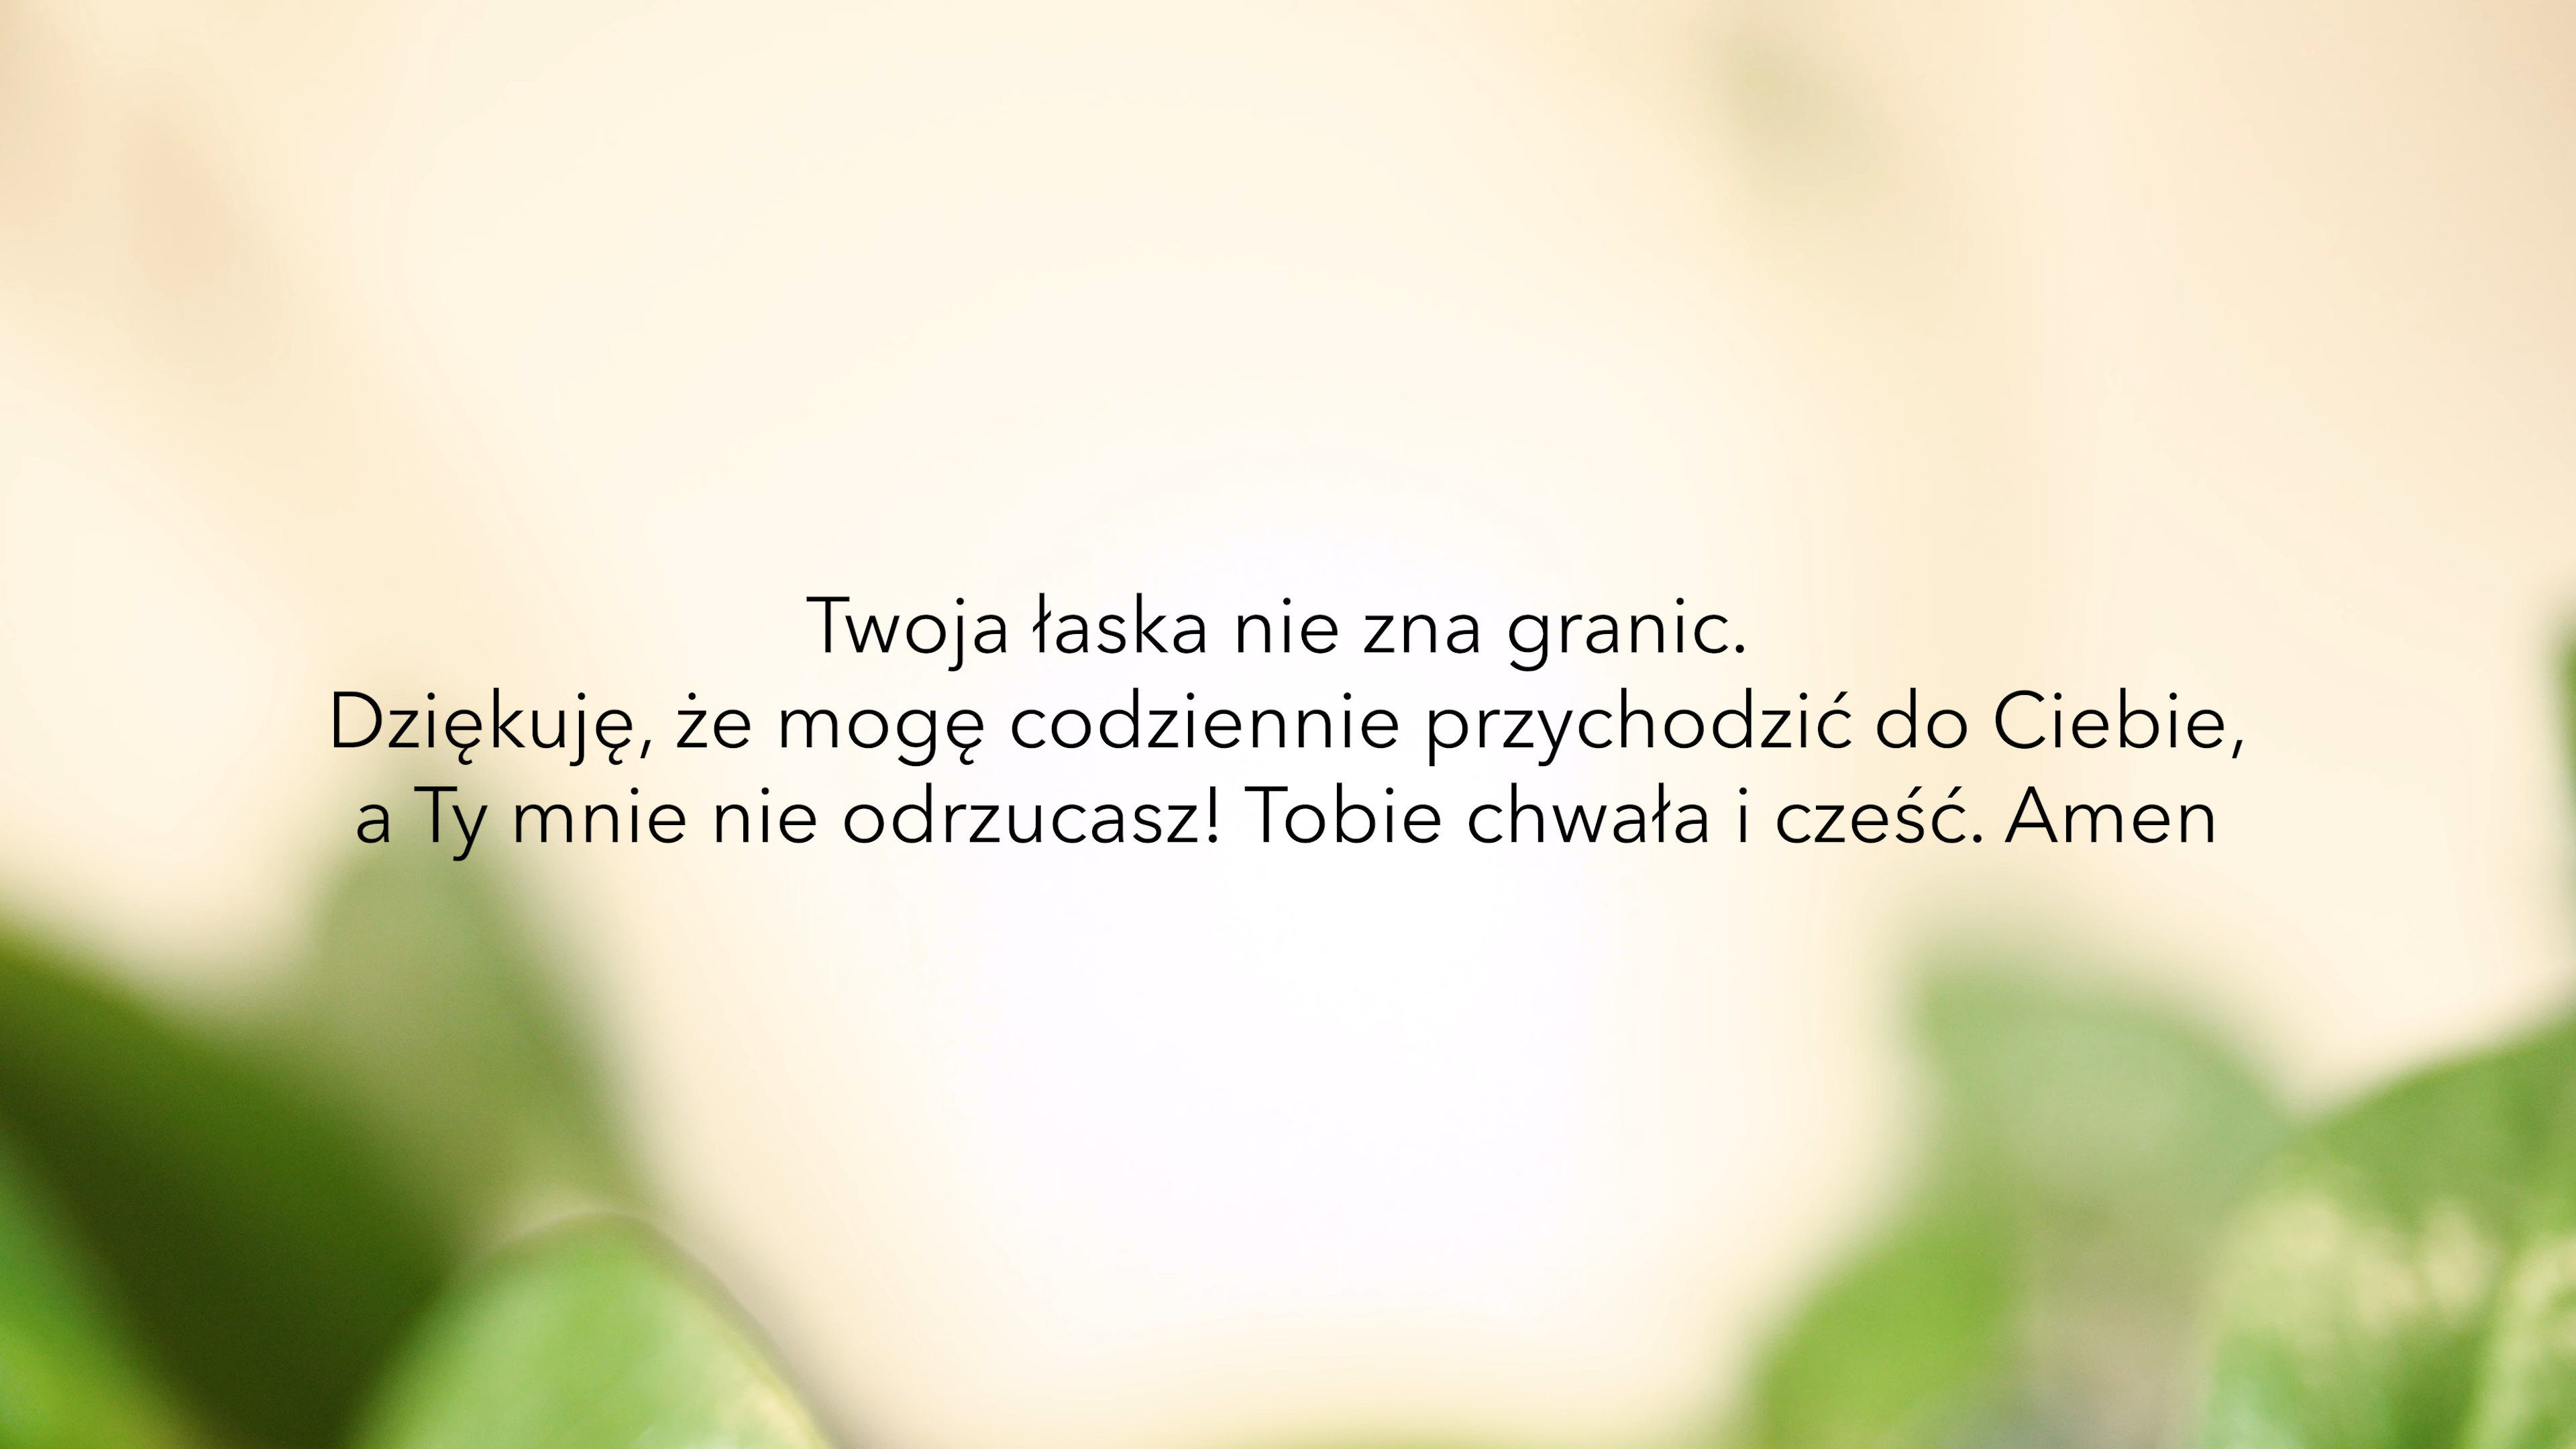 Twoja łaska nie zna granic.
Dziękuję, że mogę codziennie przychodzić do Ciebie,
a Ty mnie nie odrzucasz! Tobie chwała i cześć. Amen